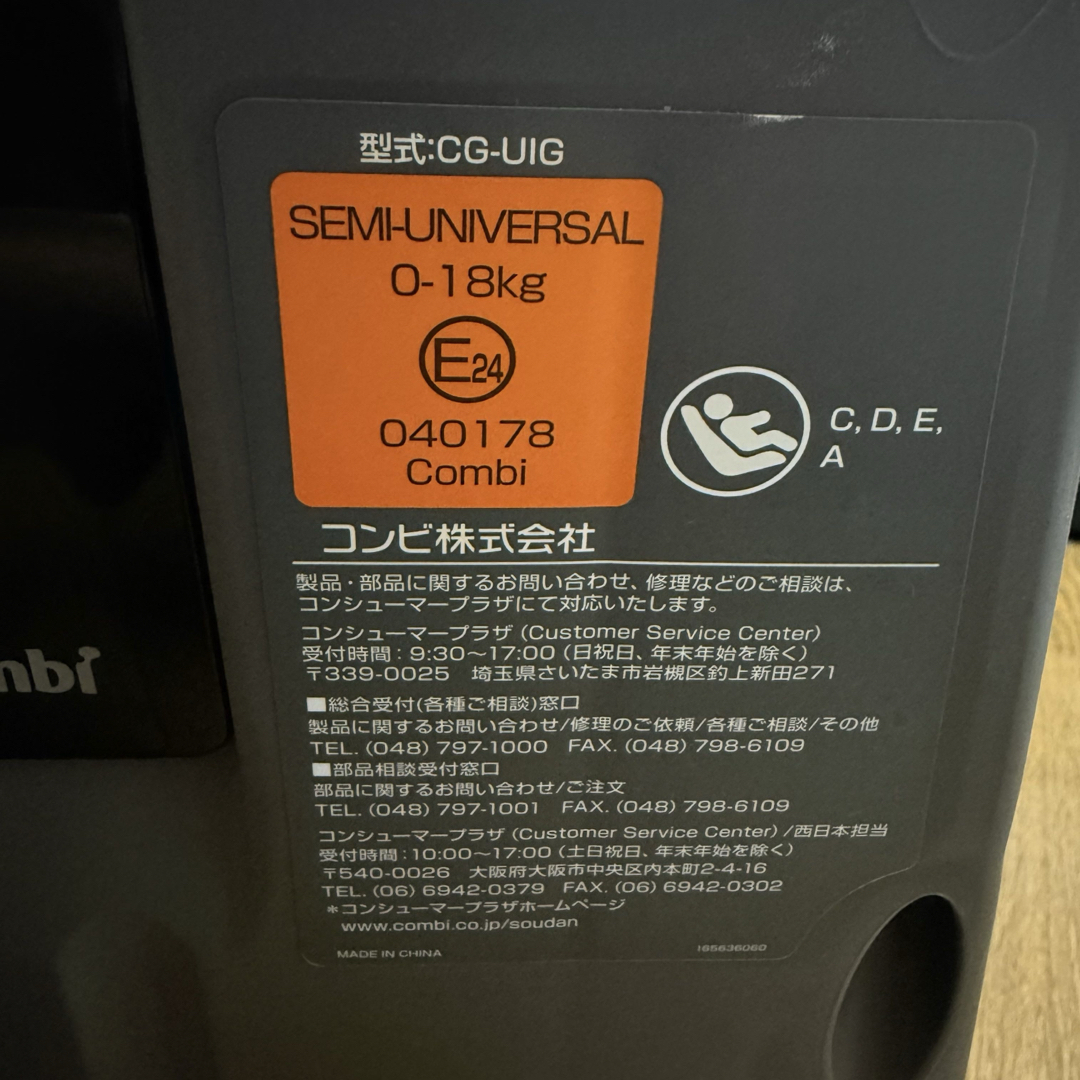 型式:CG-UIG
SEMI-UNIVERSAL
0-18kg
E24
040178
Combi
C, D, E,
A
コンビ株式会社
製品・部品に関するお問い合わせ、修理などのご相談は、
コンシューマープラザにて対応いたします。
コンシューマープラザ (Customer Service Center)
受付時間：9:30～17:00 (日祝日、年末年始を除く)
〒339-0025 埼玉県さいたま市岩槻区釣上新田271
■総合受付(各種ご相談)窓口
製品に関するお問い合わせ/修理のご依頼/各種ご相談/その他
TEL. (048) 797-1000 FAX. (048) 798-6109
■部品相談受付窓口
部品に関するお問い合わせ/ご注文
TEL. (048) 797-1001 FAX. (048) 798-6109
コンシューマープラザ (Customer Service Center) /西日本担当
受付時間：10:00～17:00 (土日祝日、年末年始を除く)
〒540-0026 大阪府大阪市中央区内本町2-4-16
TEL. (06) 6942-0379 FAX. (06) 6942-0302
＊コンシューマープラザホームページ
www.combi.co.jp/soudan
MADE IN CHINA
165636060
mbi